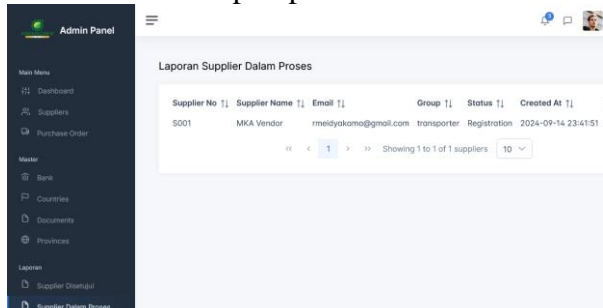 Admin Panel
3
Main Menu
Dashboard
Suppliers
Purchase Order
Master
Bank
Countries
Documents
Provinces
Laporan
Supplier Disetujui
Supplier Dalam Proses
Laporan Supplier Dalam Proses
Supplier No Supplier Name Email Group Status Created At
S001 MKA Vendor rmeidyakama@gmail.com transporter Registration 2024-09-14 23:41:51
« < 1 > » Showing 1 to 1 of 1 suppliers 10